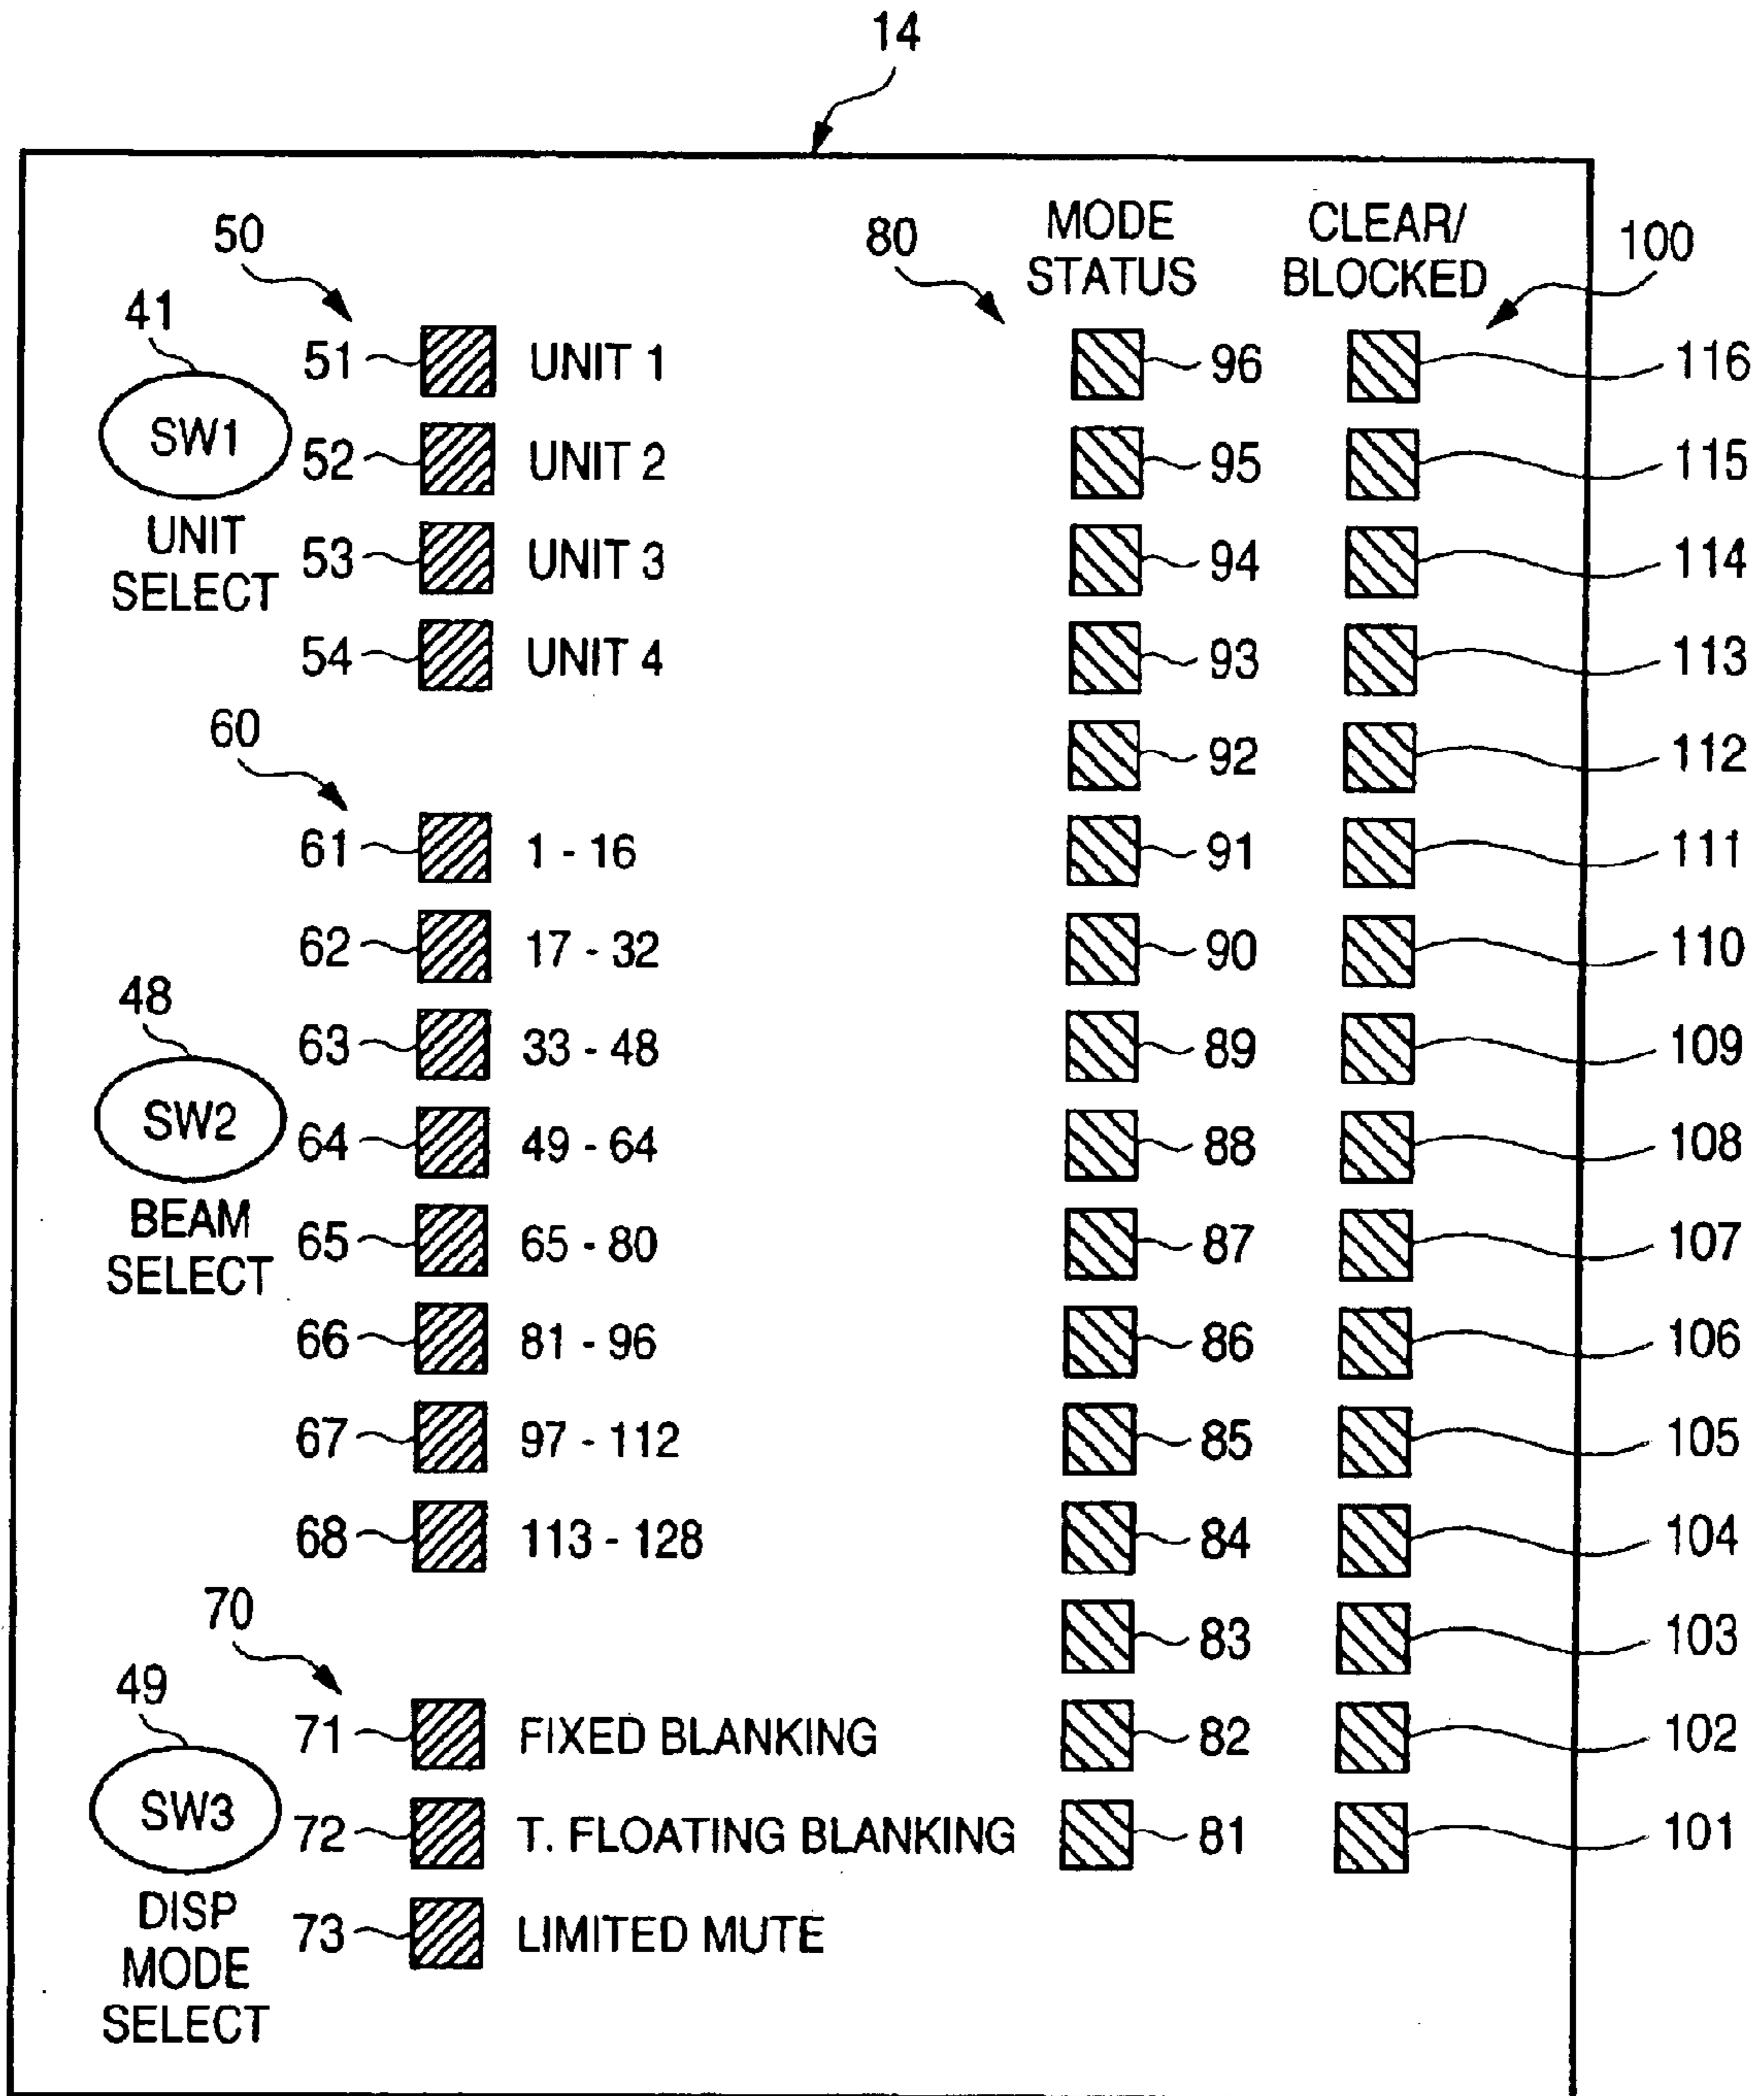 14
50
80
MODE
STATUS
CLEAR/
BLOCKED
100
41
SW1
UNIT
SELECT
51 UNIT 1 96 116
52 UNIT 2 95 115
53 UNIT 3 94 114
54 UNIT 4 93 113
60
92 112
61 1 - 16 91 111
62 17 - 32 90 110
48
SW2
BEAM
SELECT
63 33 - 48 89 109
64 49 - 64 88 108
65 65 - 80 87 107
66 81 - 96 86 106
67 97 - 112 85 105
68 113 - 128 84 104
70
83 103
49
SW3
DISP
MODE
SELECT
71 FIXED BLANKING 82 102
72 T. FLOATING BLANKING 81 101
73 LIMITED MUTE